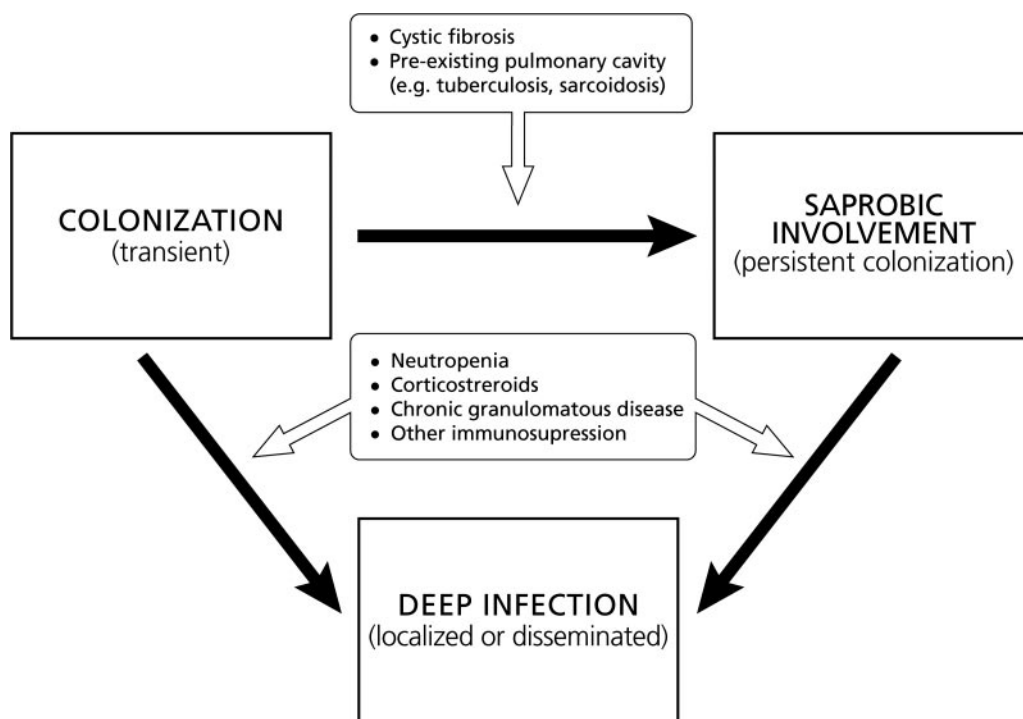 • Cystic fibrosis
• Pre-existing pulmonary cavity
(e.g. tuberculosis, sarcoidosis)
COLONIZATION
(transient)
SAPROBIC
INVOLVEMENT
(persistent colonization)
• Neutropenia
• Corticostreroids
• Chronic granulomatous disease
• Other immunosupression
DEEP INFECTION
(localized or disseminated)